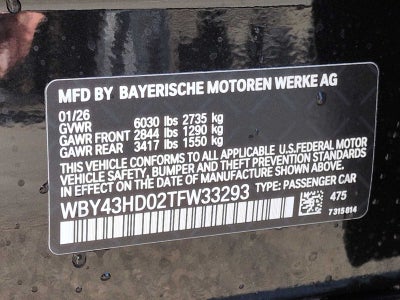 MFD BY BAYERISCHE MOTOREN WERKE AG
01/26
GVWR 6030 lbs 2735 kg
GAWR FRONT 2844 lbs 1290 kg
GAWR REAR 3417 lbs 1550 kg
THIS VEHICLE CONFORMS TO ALL APPLICABLE U.S.FEDERAL MOTOR
VEHICLE SAFETY, BUMPER AND THEFT PREVENTION STANDARDS
IN EFFECT ON THE DATE OF MANUFACTURE SHOWN ABOVE.
WBY43HD02TFW33293 TYPE: PASSENGER CAR
475
7 315 814